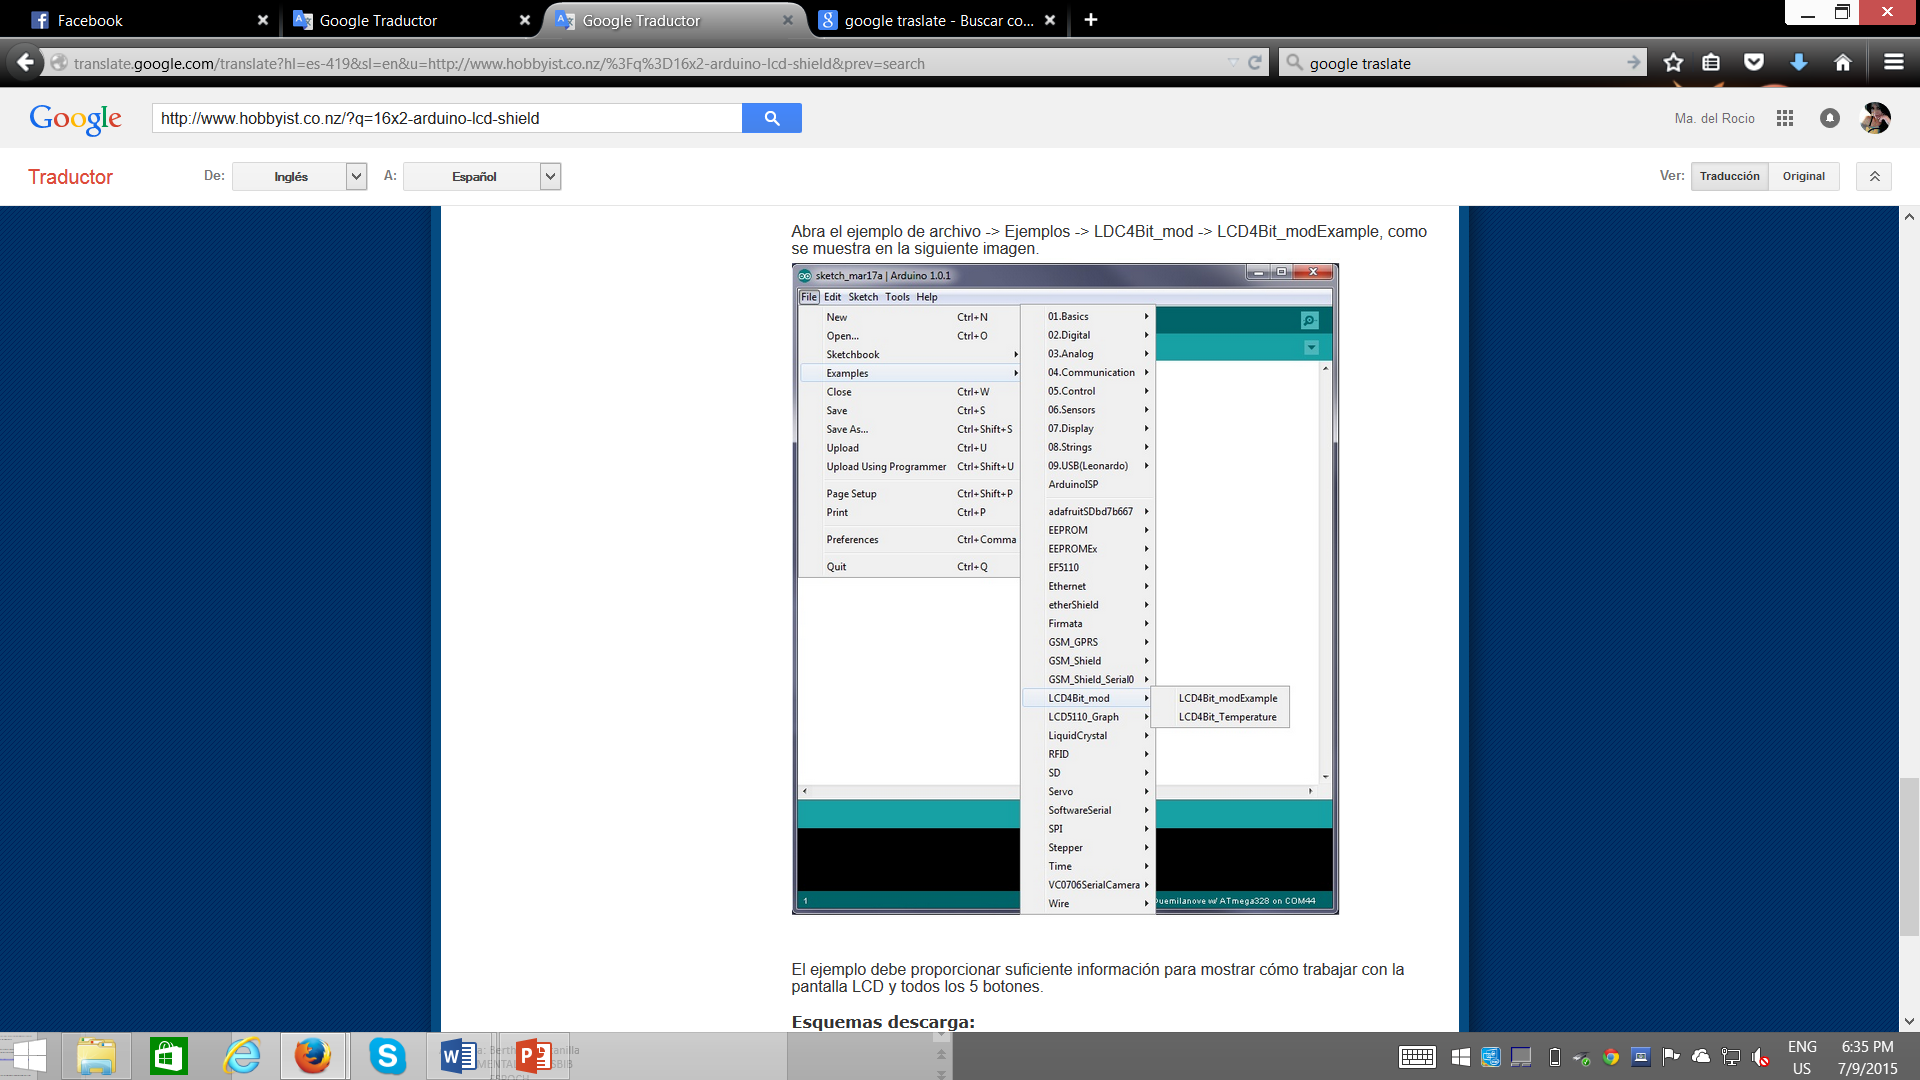 Facebook
Google Traductor
Google Traductor
google traslate - Buscar co...
translate.google.com/translate?hl=es-419&sl=en&u=http://www.hobbyist.co.nz/%3Fq%3D16x2-arduino-lcd-shield&prev=search
google traslate
Google
http://www.hobbyist.co.nz/?q=16x2-arduino-lcd-shield
Ma. del Rocio
Traductor
De: Inglés A: Español
Ver: Traducción Original
Abra el ejemplo de archivo -> Ejemplos -> LDC4Bit_mod -> LCD4Bit_modExample, como
se muestra en la siguiente imagen.
sketch_mar17a | Arduino 1.0.1
File Edit Sketch Tools Help
New Ctrl+N
Open... Ctrl+O
Sketchbook
Examples
Close Ctrl+W
Save Ctrl+S
Save As... Ctrl+Shift+S
Upload Ctrl+U
Upload Using Programmer Ctrl+Shift+U
Page Setup Ctrl+Shift+P
Print Ctrl+P
Preferences Ctrl+Comma
Quit Ctrl+Q
01.Basics
02.Digital
03.Analog
04.Communication
05.Control
06.Sensors
07.Display
08.Strings
09.USB(Leonardo)
ArduinoISP
adafruitSDbd7b667
EEPROM
EEPROMEx
EF5110
Ethernet
etherShield
Firmata
GSM_GPRS
GSM_Shield
GSM_Shield_Serial0
LCD4Bit_mod
LCD5110_Graph
LiquidCrystal
RFID
SD
Servo
SoftwareSerial
SPI
Stepper
Time
VC0706SerialCamera
Wire
LCD4Bit_modExample
LCD4Bit_Temperature
1
w/ ATmega328 on COM44
El ejemplo debe proporcionar suficiente información para mostrar cómo trabajar con la
pantalla LCD y todos los 5 botones.
Esquemas descarga:
ENG
US
6:35 PM
7/9/2015